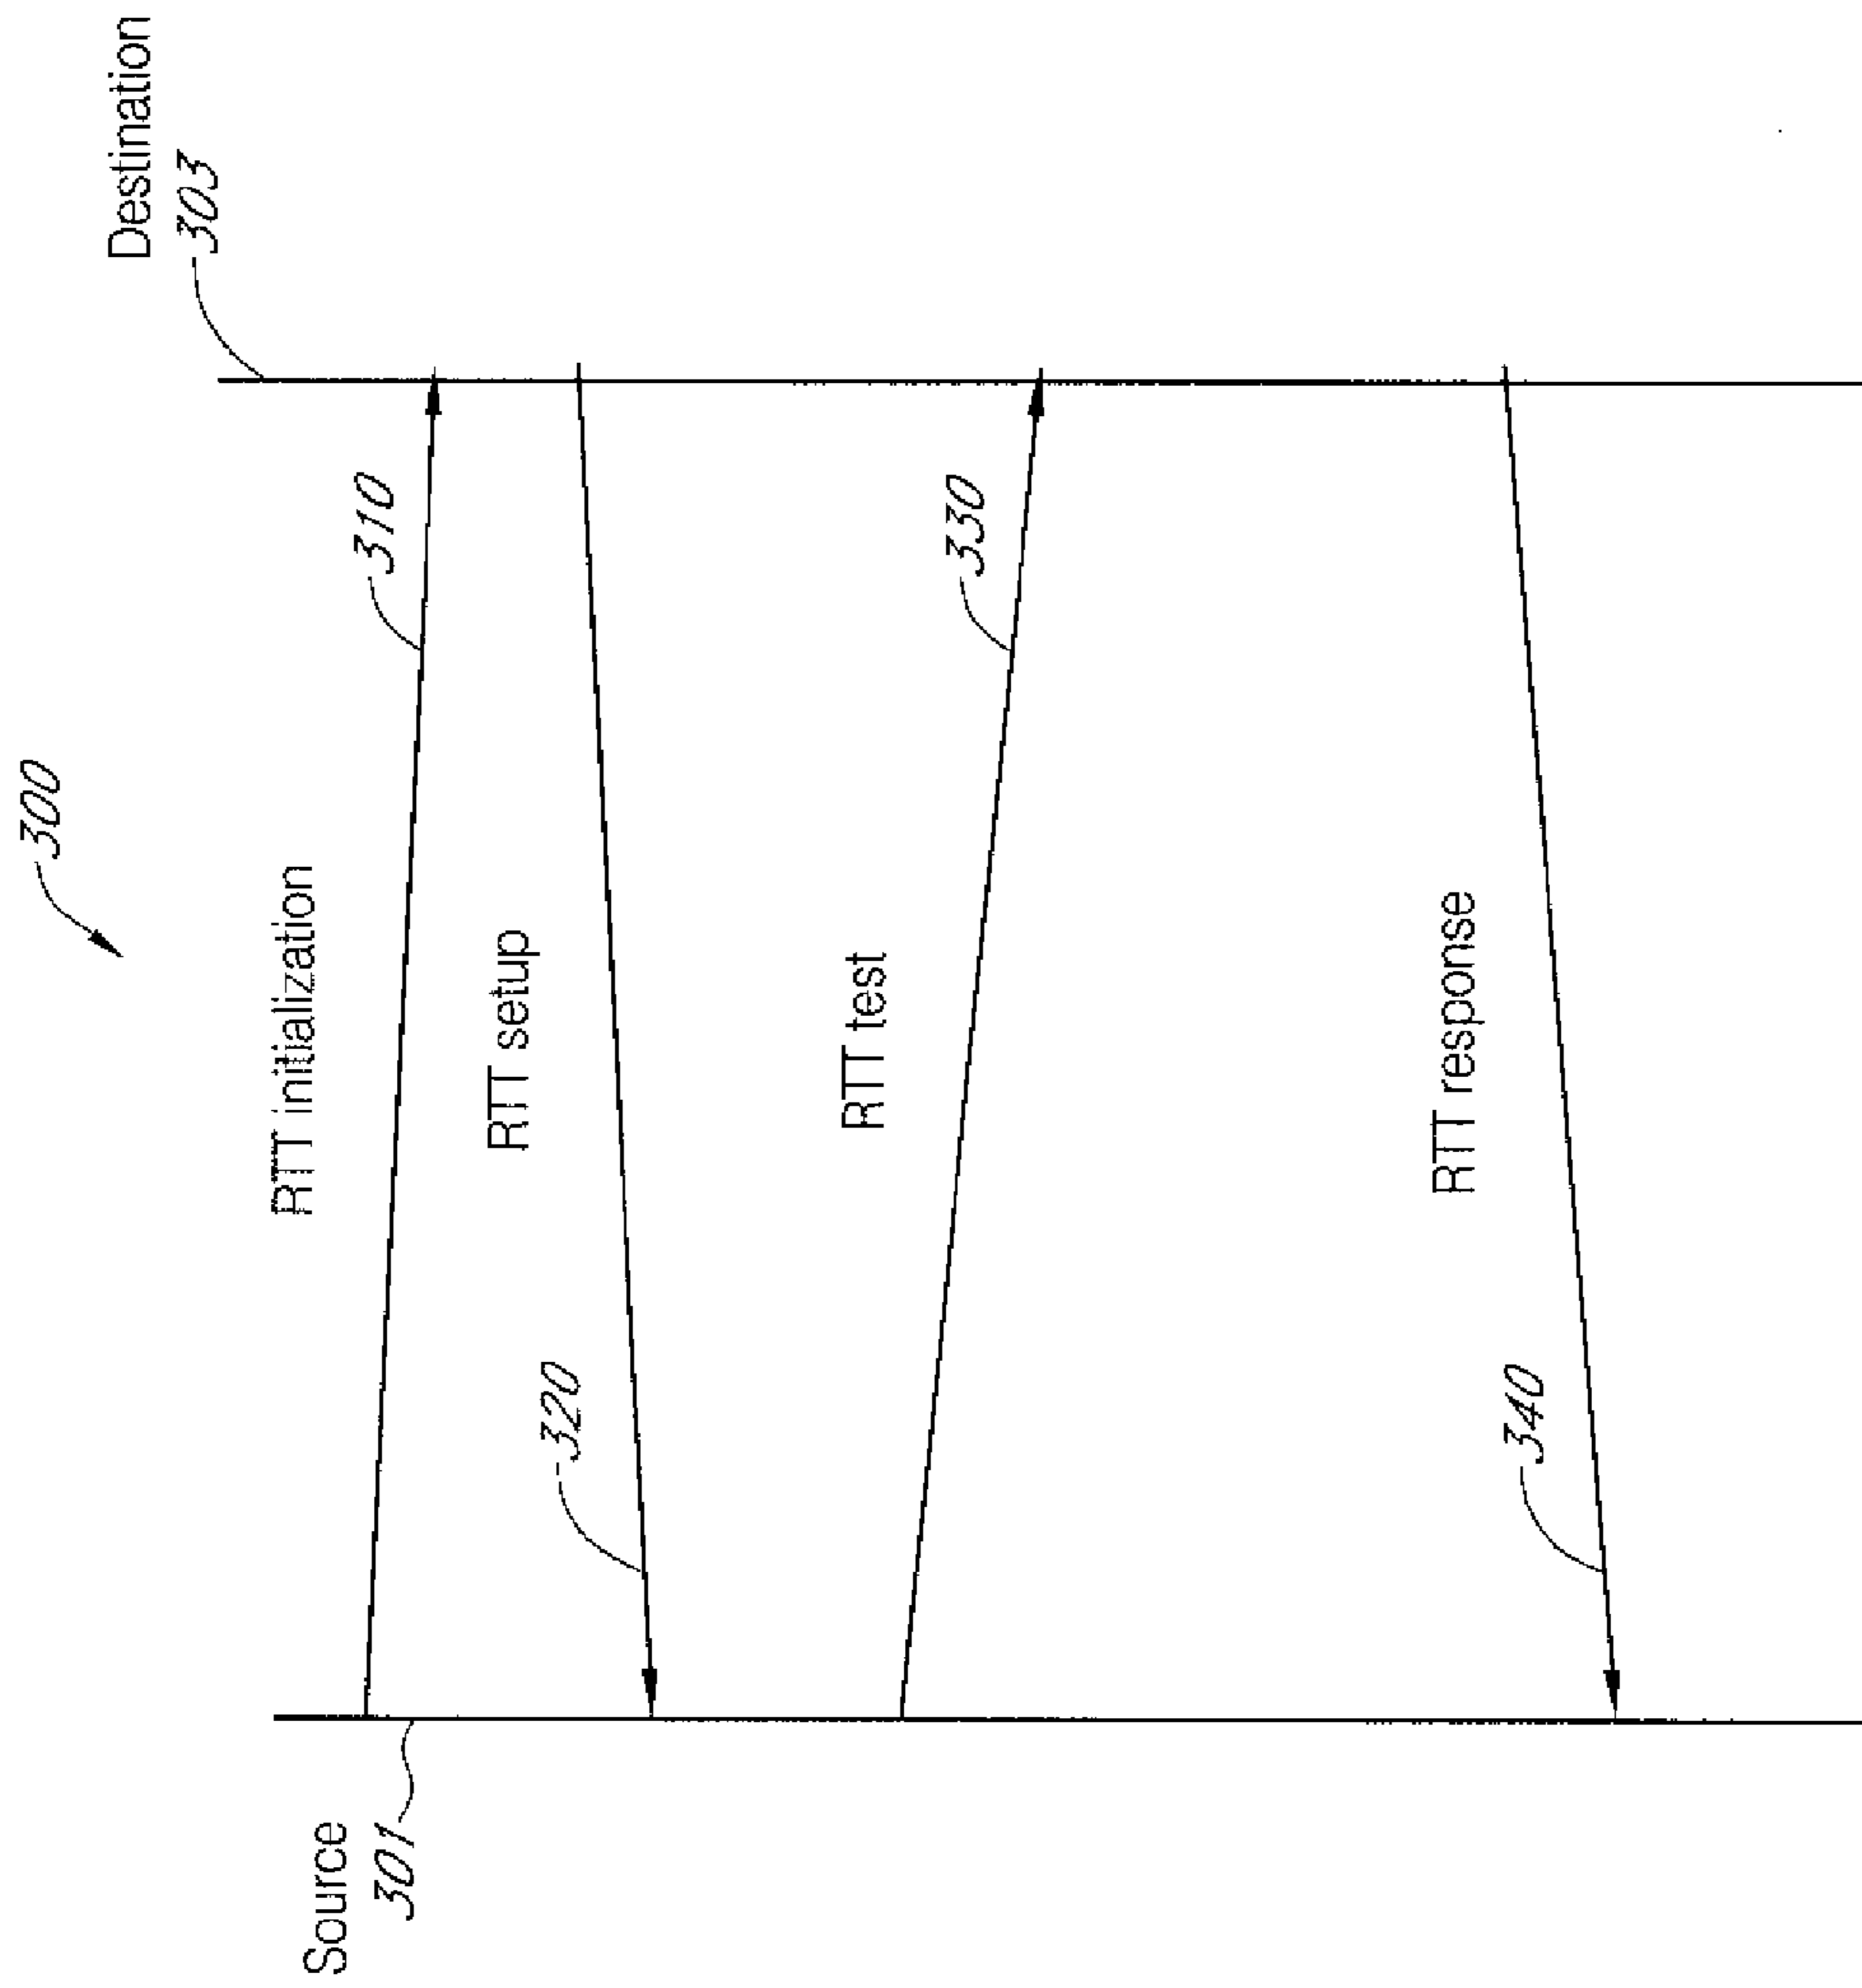 300
Source
301
Destination
303
RTT initialization
310
RTT setup
320
RTT test
330
RTT response
340